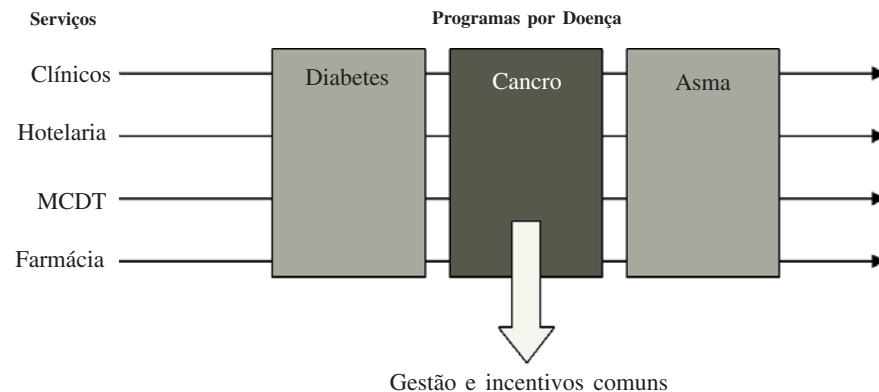 Serviços
Programas por Doença
Clínicos
Diabetes
Cancro
Asma
Hotelaria
MCDT
Farmácia
Gestão e incentivos comuns